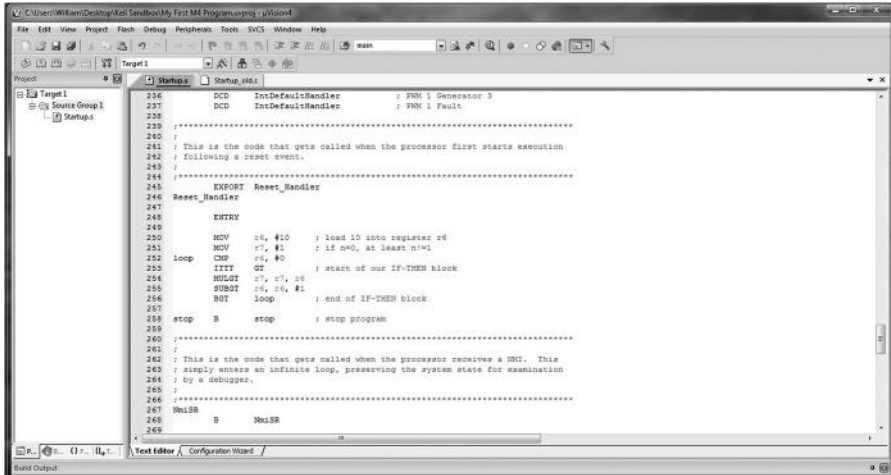 C:\Users\William\Desktop\Keil Sandbox\My First M4 Program.uvproj - µVision4
File Edit View Project Flash Debug Peripherals Tools SVCS Window Help
main
Target 1
Project
Startup.s Startup_old.s
Target 1
Source Group 1
Startup.s
236 DCD IntDefaultHandler ; PWM 1 Generator 3
237 DCD IntDefaultHandler ; PWM 1 Fault
238
239 ;******************************************************************************
240 ;
241 ; This is the code that gets called when the processor first starts execution
242 ; following a reset event.
243 ;
244 ;******************************************************************************
245 EXPORT Reset_Handler
246 Reset_Handler
247
248 ENTRY
249
250 MOV r6, #10 ; load 10 into register r6
251 MOV r7, #1 ; if n=0, at least n!=1
252 loop CMP r6, #0
253 ITTT GT ; start of our IF-THEN block
254 MULGT r7, r7, r6
255 SUBGT r6, r6, #1
256 BGT loop ; end of IF-THEN block
257
258 stop B stop ; stop program
259
260 ;******************************************************************************
261 ;
262 ; This is the code that gets called when the processor receives a NMI. This
263 ; simply enters an infinite loop, preserving the system state for examination
264 ; by a debugger.
265 ;
266 ;******************************************************************************
267 NmiSR
268 B NmiSR
269
Text Editor Configuration Wizard
Build Output